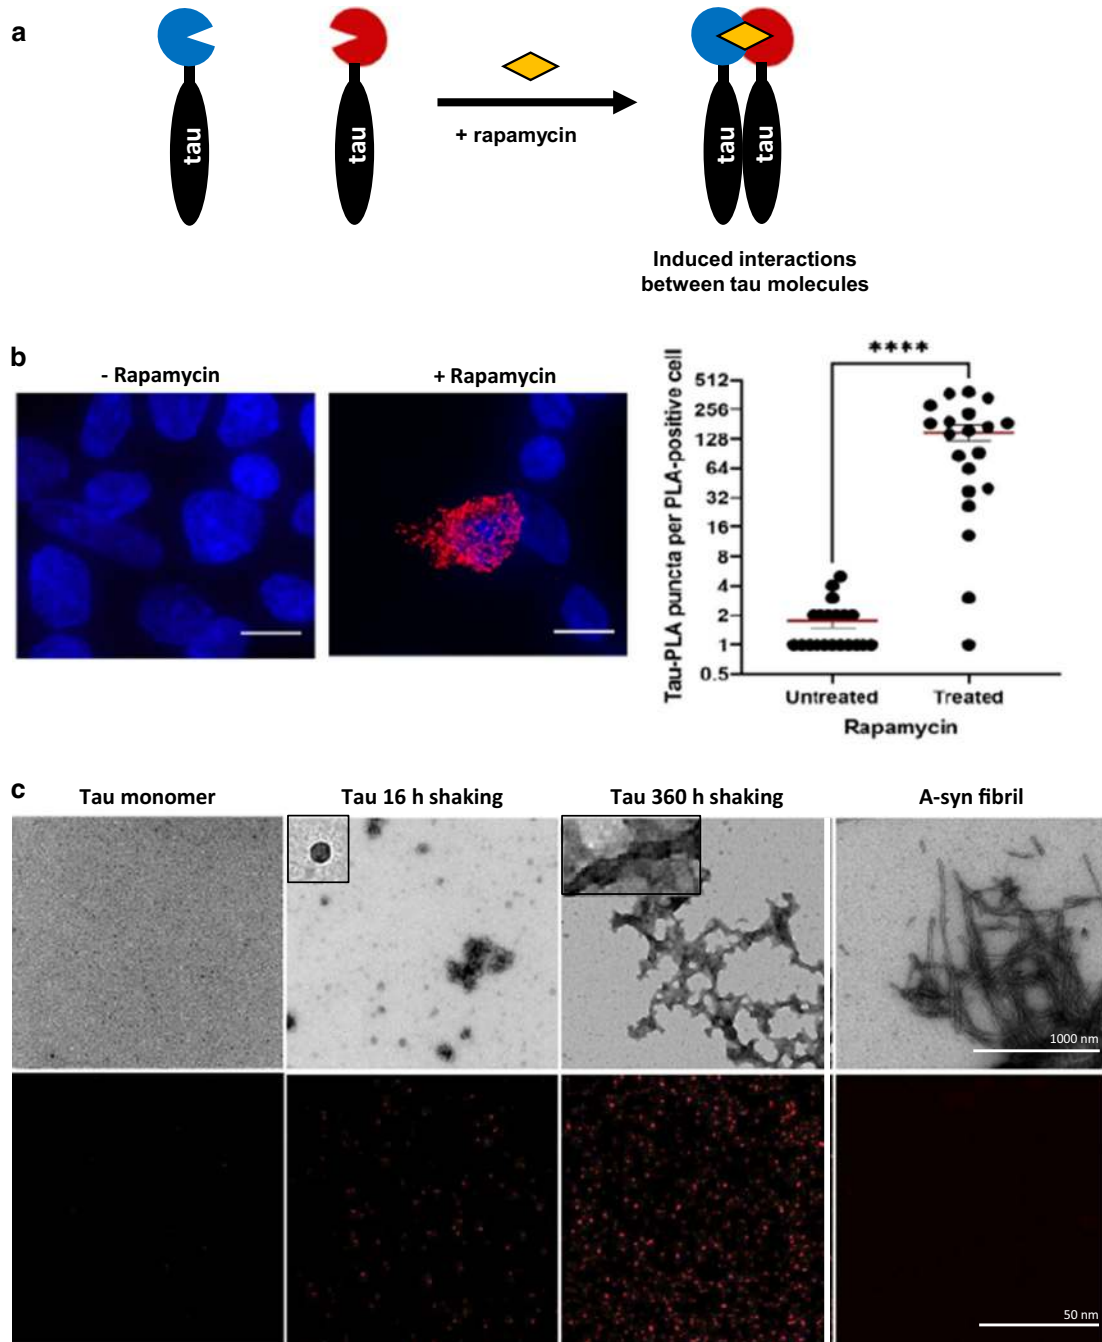 a
tau
tau
+ rapamycin
tau
tau
Induced interactions
between tau molecules
b
- Rapamycin
+ Rapamycin
Tau-PLA puncta per PLA-positive cell
****
512
256
128
64
32
16
8
4
2
1
0.5
Untreated
Treated
Rapamycin
c
Tau monomer
Tau 16 h shaking
Tau 360 h shaking
A-syn fibril
1000 nm
50 nm